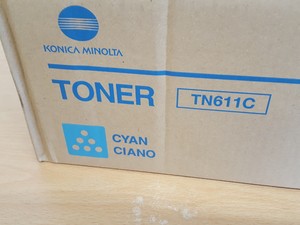 KONICA MINOLTA
TONER TN611C
CYAN
CIANO